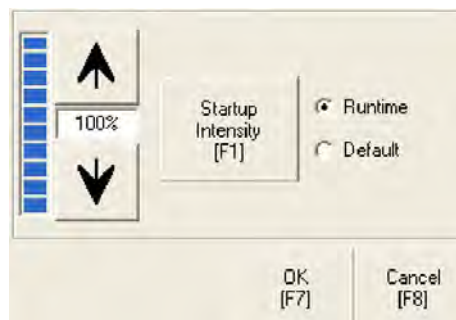 100%
Startup
Intensity
[F1]
Runtime
Default
OK
[F7]
Cancel
[F8]